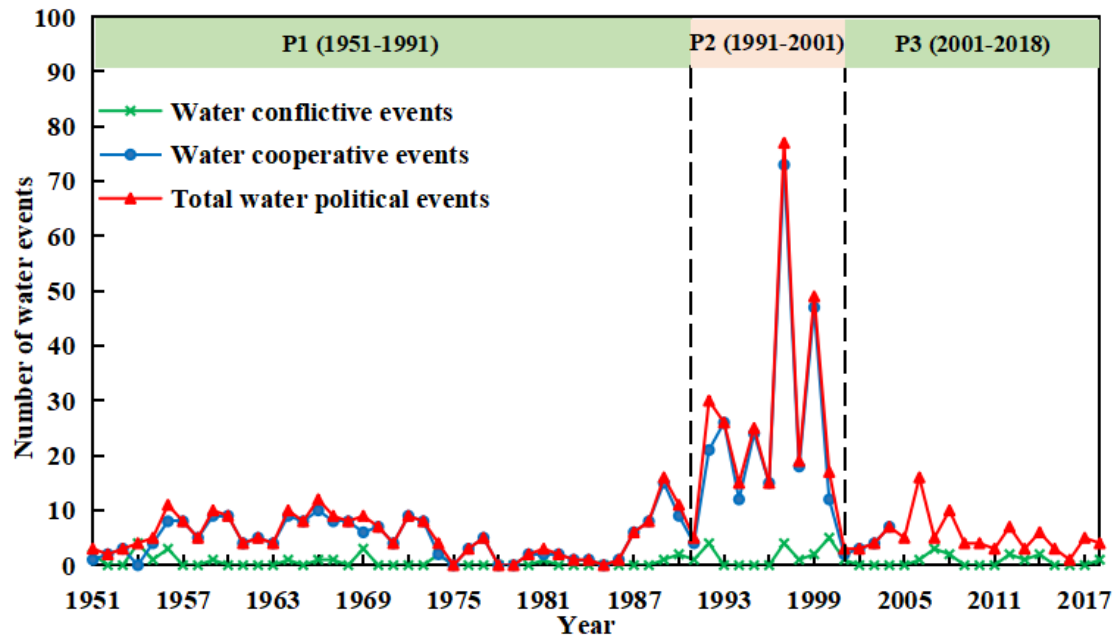 100
P1 (1951-1991)
P2 (1991-2001)
P3 (2001-2018)
90
Water conflictive events
80
Water cooperative events
70
Total water political events
60
50
40
30
20
10
0
Number of water events
1951 1957 1963 1969 1975 1981 1987 1993 1999 2005 2011 2017
Year